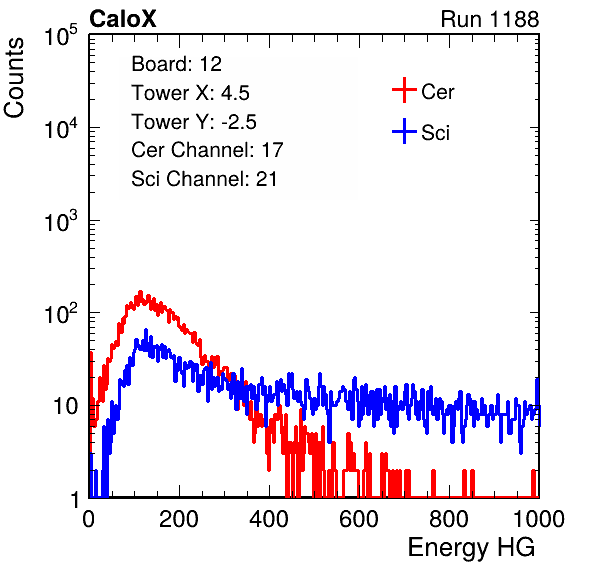 CaloX Run 1188
Counts
10^5
10^4
10^3
10^2
10
1
Board: 12
Tower X: 4.5
Tower Y: -2.5
Cer Channel: 17
Sci Channel: 21
Cer
Sci
0 200 400 600 800 1000
Energy HG